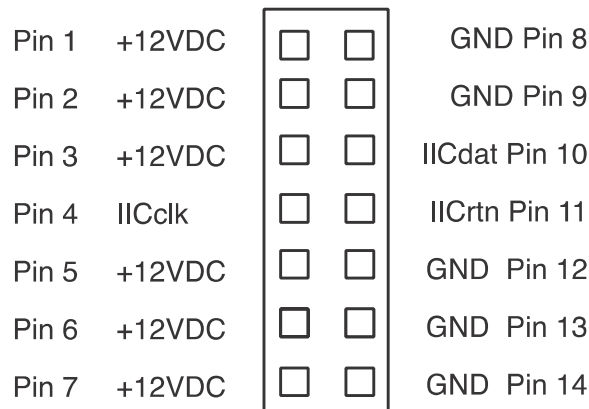 Pin 1 +12VDC GND Pin 8
Pin 2 +12VDC GND Pin 9
Pin 3 +12VDC IICdat Pin 10
Pin 4 IICclk IICrtn Pin 11
Pin 5 +12VDC GND Pin 12
Pin 6 +12VDC GND Pin 13
Pin 7 +12VDC GND Pin 14